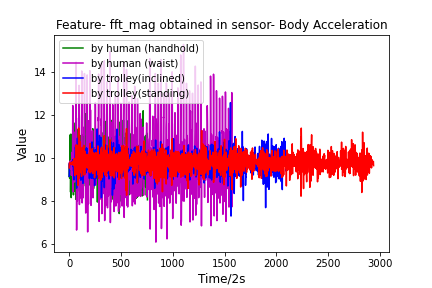 Feature- fft_mag obtained in sensor- Body Acceleration
by human (handhold)
by human (waist)
by trolley(inclined)
by trolley(standing)
14
12
10
8
6
Value
0
500
1000
1500
2000
2500
3000
Time/2s